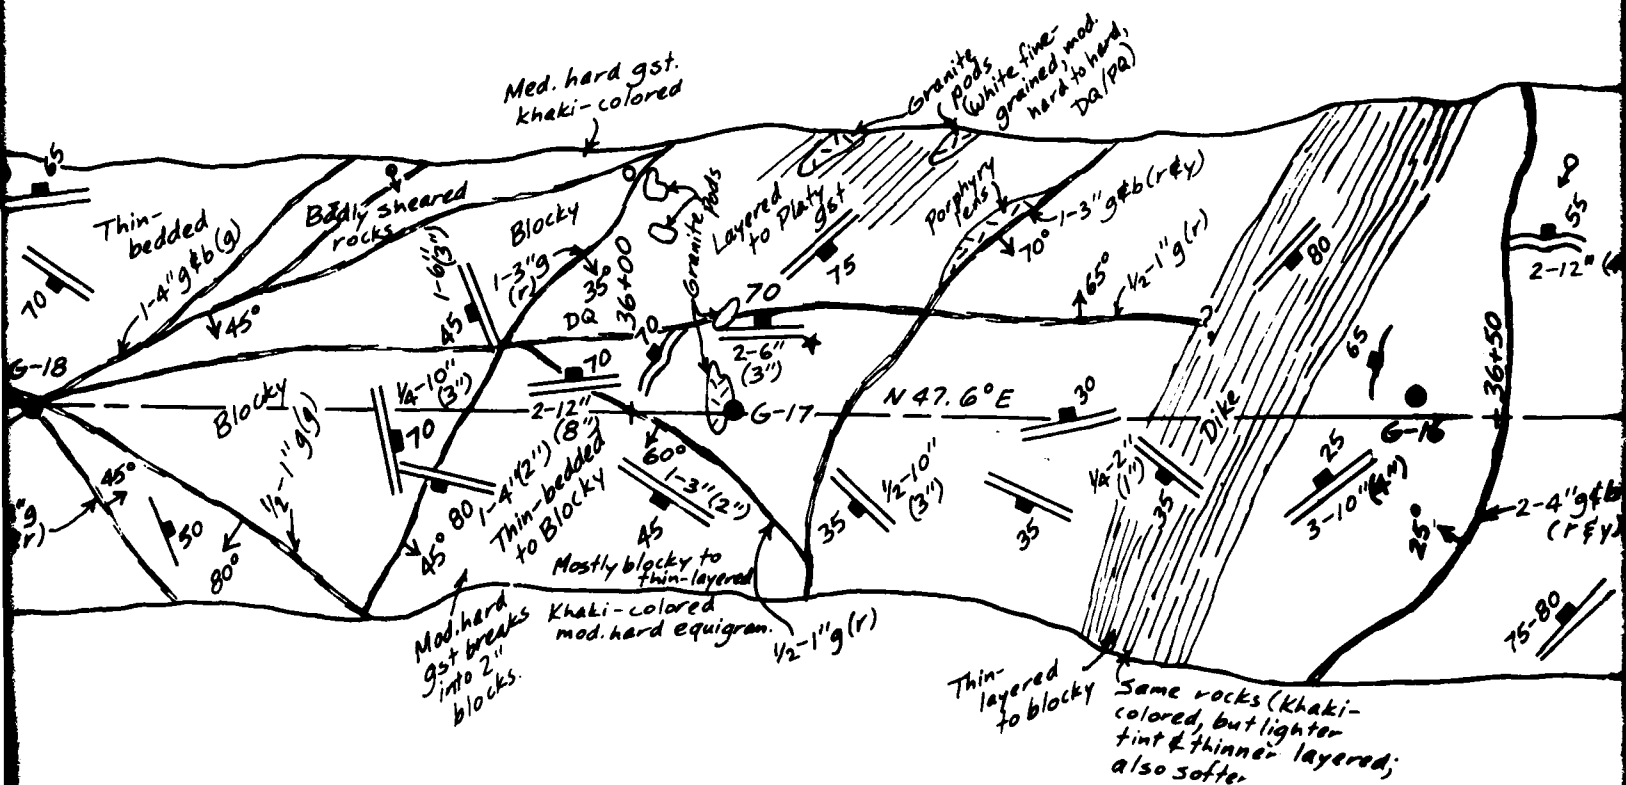 Med. hard gst.
khaki-colored
Granite
pods
(white fine-
grained, mod.
hard to hard,
DQ/PQ)
65
Thin-
bedded
Badly sheared
rocks
Blocky
Layered
to Platy
gst
Porphyry
lens
1-3" g&b(r&y)
70°
70
1-4" g&b(g)
45°
1-6"(3")
45
1-3"g
(r)
35°
DQ
36+00
Granite Pods
75
70
70
2-6"
(3")
65°
1/2-1"g(r)
?
80
55
2-12"
G-18
Blocky
1/4-10"
(3")
70
70
2-12"
(8")
G-17
N 47.6°E
30
Dike
65
G-16
36+50
45°
1/2-1"g(g)
50
80°
"g
r)
80
45°
1-4"(2")
Thin-bedded
to Blocky
60°
1-3"(2")
45
35
1/2-10"
(3")
35
1/4-2"
(1")
35
25
3-10"(4")
25°
2-4"g&b
(r&y)
75-80
Mostly blocky to
thin-layered
Khaki-colored
mod. hard equigran.
1/2-1"g(r)
Mod. hard
gst breaks
into 2"
blocks.
Thin-
layered
to blocky
Same rocks (Khaki-
colored, but lighter
tint & thinner layered;
also softer